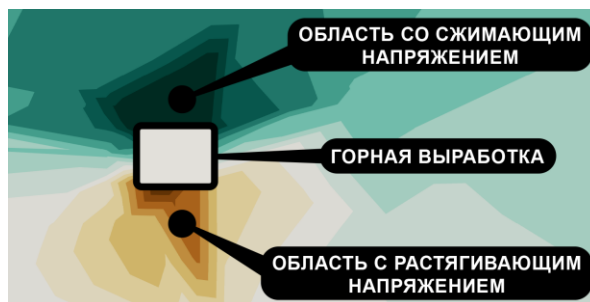 ОБЛАСТЬ СО СЖИМАЮЩИМ
НАПРЯЖЕНИЕМ
ГОРНАЯ ВЫРАБОТКА
ОБЛАСТЬ С РАСТЯГИВАЮЩИМ
НАПРЯЖЕНИЕМ